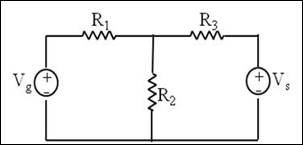 R1 R3
Vg + − R2 + − Vs